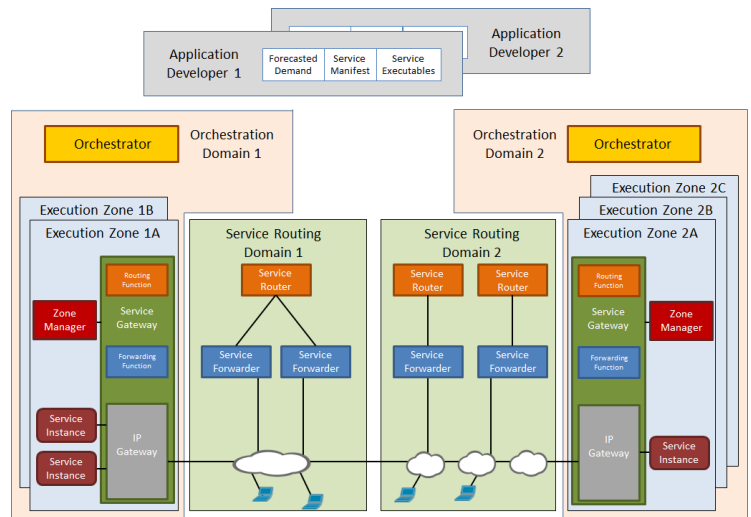 Application
Developer 2
Application
Developer 1
Forecasted
Demand
Service
Manifest
Service
Executables
Orchestrator
Orchestration
Domain 1
Orchestration
Domain 2
Orchestrator
Execution Zone 1B
Execution Zone 1A
Routing
Function
Service
Gateway
Zone
Manager
Forwarding
Function
Service
Instance
Service
Instance
IP
Gateway
Service Routing
Domain 1
Service
Router
Service
Forwarder
Service
Forwarder
Service Routing
Domain 2
Service
Router
Service
Router
Service
Forwarder
Service
Forwarder
Execution Zone 2C
Execution Zone 2B
Execution Zone 2A
Routing
Function
Service
Gateway
Zone
Manager
Forwarding
Function
IP
Gateway
Service
Instance